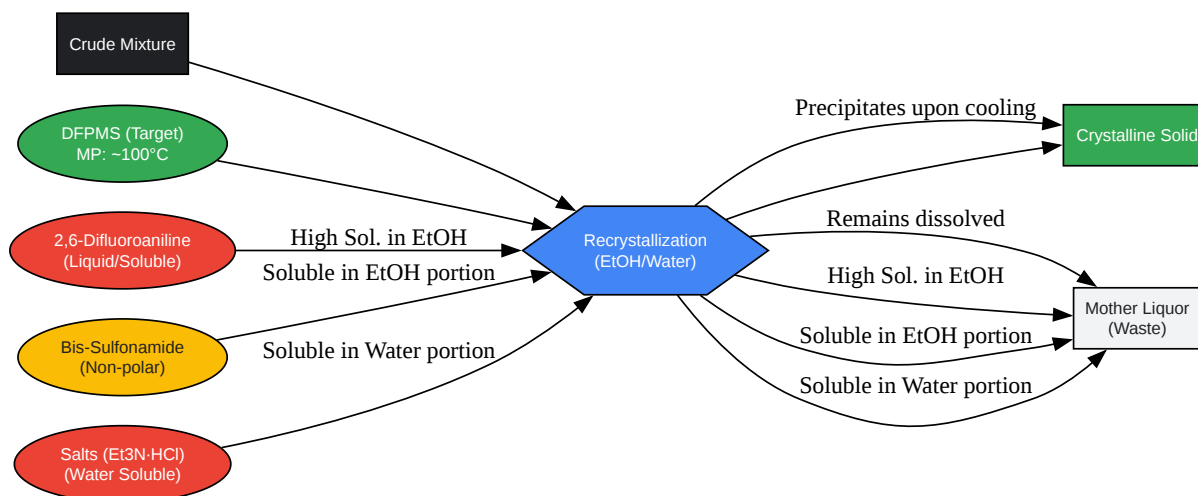 Crude Mixture
DFPMS (Target)
MP: ~100°C
2,6-Difluoroaniline
(Liquid/Soluble)
Bis-Sulfonamide
(Non-polar)
Salts (Et3N·HCl)
(Water Soluble)
High Sol. in EtOH
Soluble in EtOH portion
Soluble in Water portion
Recrystallization
(EtOH/Water)
Precipitates upon cooling
Remains dissolved
High Sol. in EtOH
Soluble in EtOH portion
Soluble in Water portion
Crystalline Solid
Mother Liquor
(Waste)